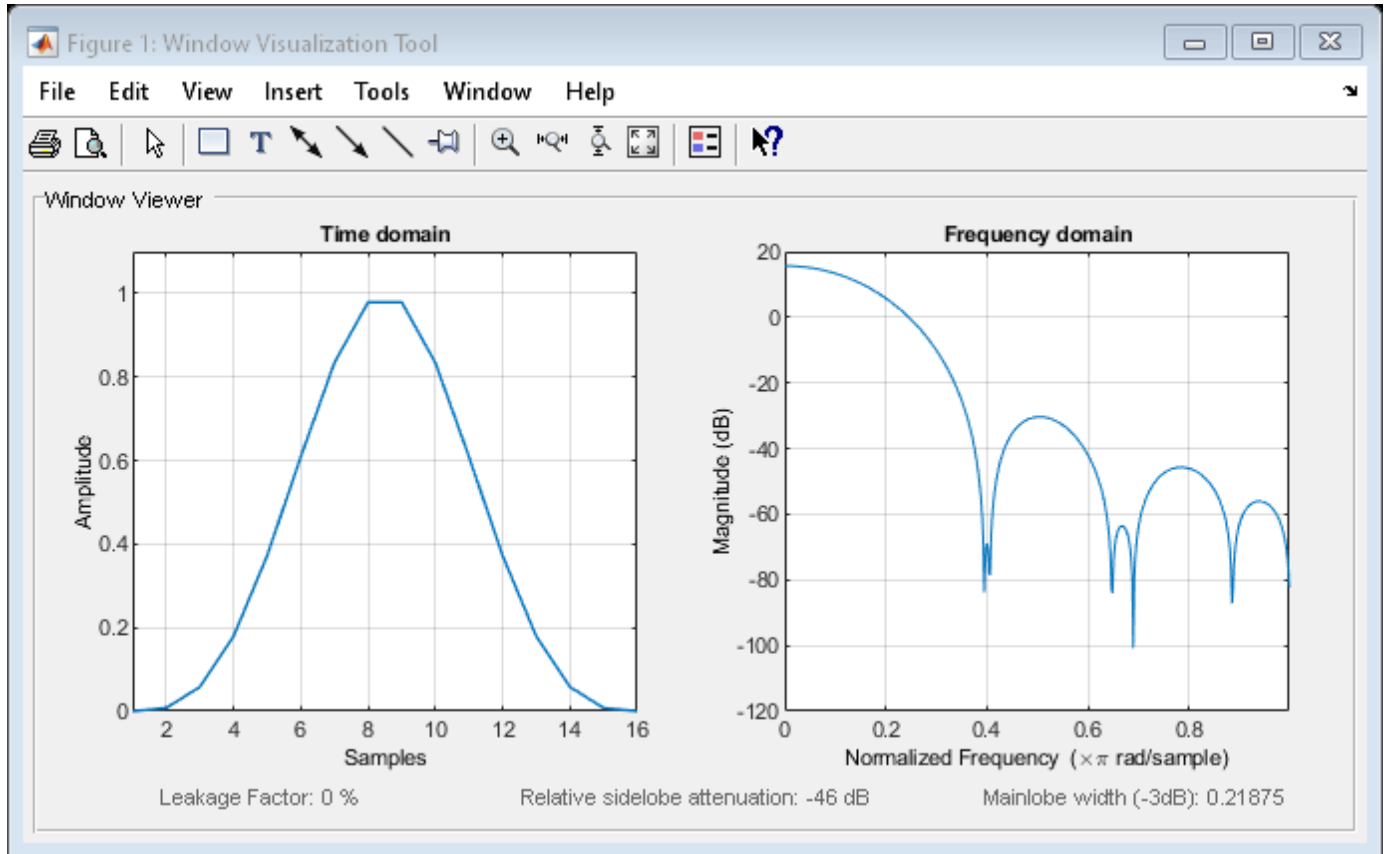 Figure 1: Window Visualization Tool
File Edit View Insert Tools Window Help
T
?
Window Viewer
Time domain
1
0.8
0.6
0.4
0.2
0
Amplitude
2 4 6 8 10 12 14 16
Samples
Frequency domain
20
0
-20
-40
-60
-80
-100
-120
Magnitude (dB)
0 0.2 0.4 0.6 0.8
Normalized Frequency (×π rad/sample)
Leakage Factor: 0 %
Relative sidelobe attenuation: -46 dB
Mainlobe width (-3dB): 0.21875